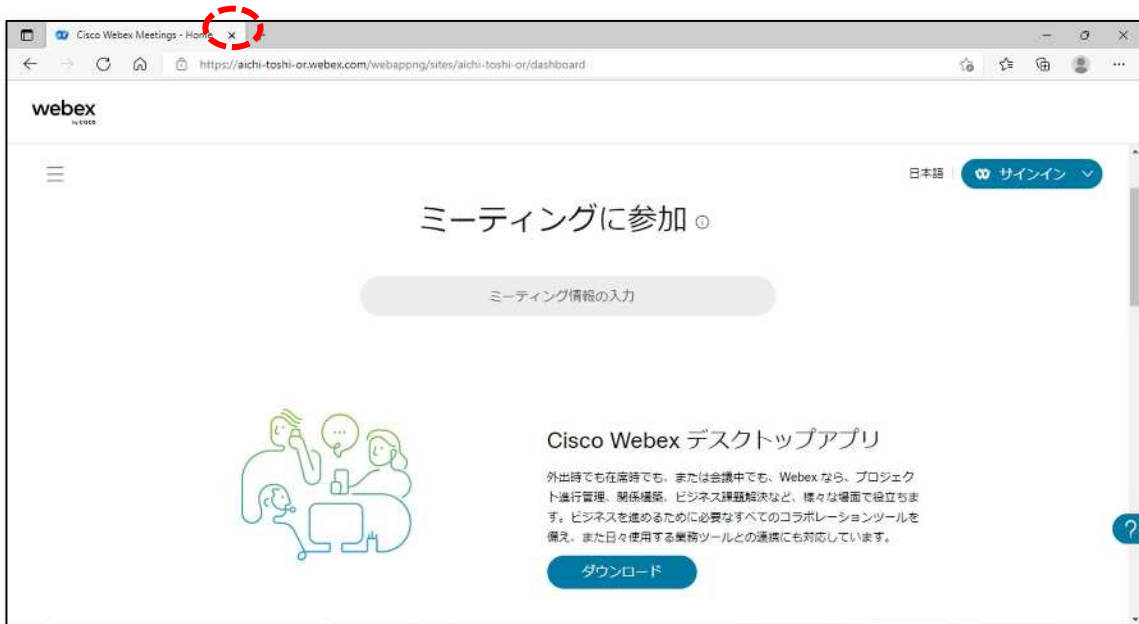 Cisco Webex Meetings - Home
https://aichi-toshi-or.webex.com/webappng/sites/aichi-toshi-or/dashboard
webex
by CISCO
日本語
サインイン
ミーティングに参加
ミーティング情報の入力
Cisco Webex デスクトップアプリ
外出時でも在席時でも、または会議中でも、Webex なら、プロジェク
ト進行管理、関係構築、ビジネス課題解決など、様々な場面で役立ちま
す。ビジネスを進めるために必要なすべてのコラボレーションツールを
備え、また日々使用する業務ツールとの連携にも対応しています。
?
ダウンロード